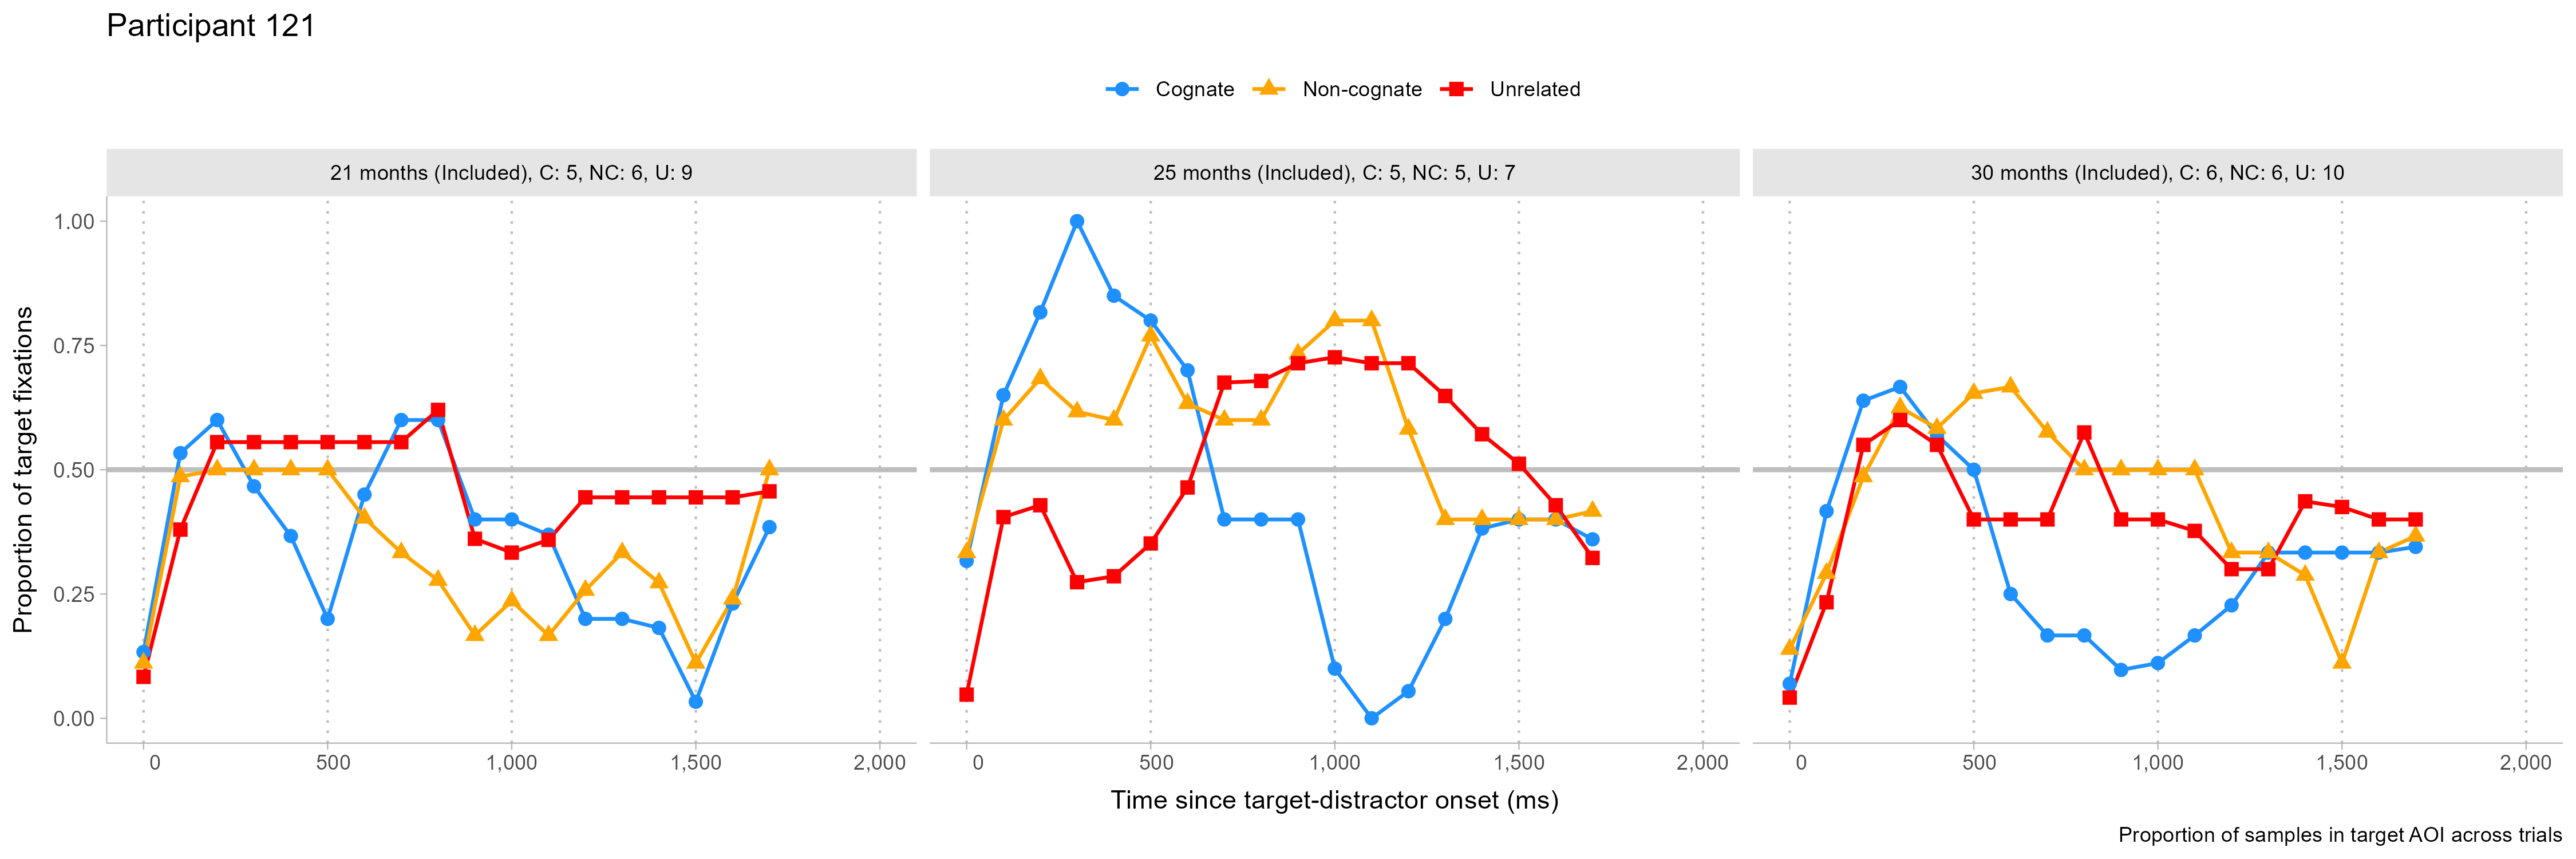 Participant 121
Cognate Non-cognate Unrelated
21 months (Included), C: 5, NC: 6, U: 9
25 months (Included), C: 5, NC: 5, U: 7
30 months (Included), C: 6, NC: 6, U: 10
Proportion of target fixations
1.00
0.75
0.50
0.25
0.00
0 500 1,000 1,500 2,000
0 500 1,000 1,500 2,000
0 500 1,000 1,500 2,000
Time since target-distractor onset (ms)
Proportion of samples in target AOI across trials